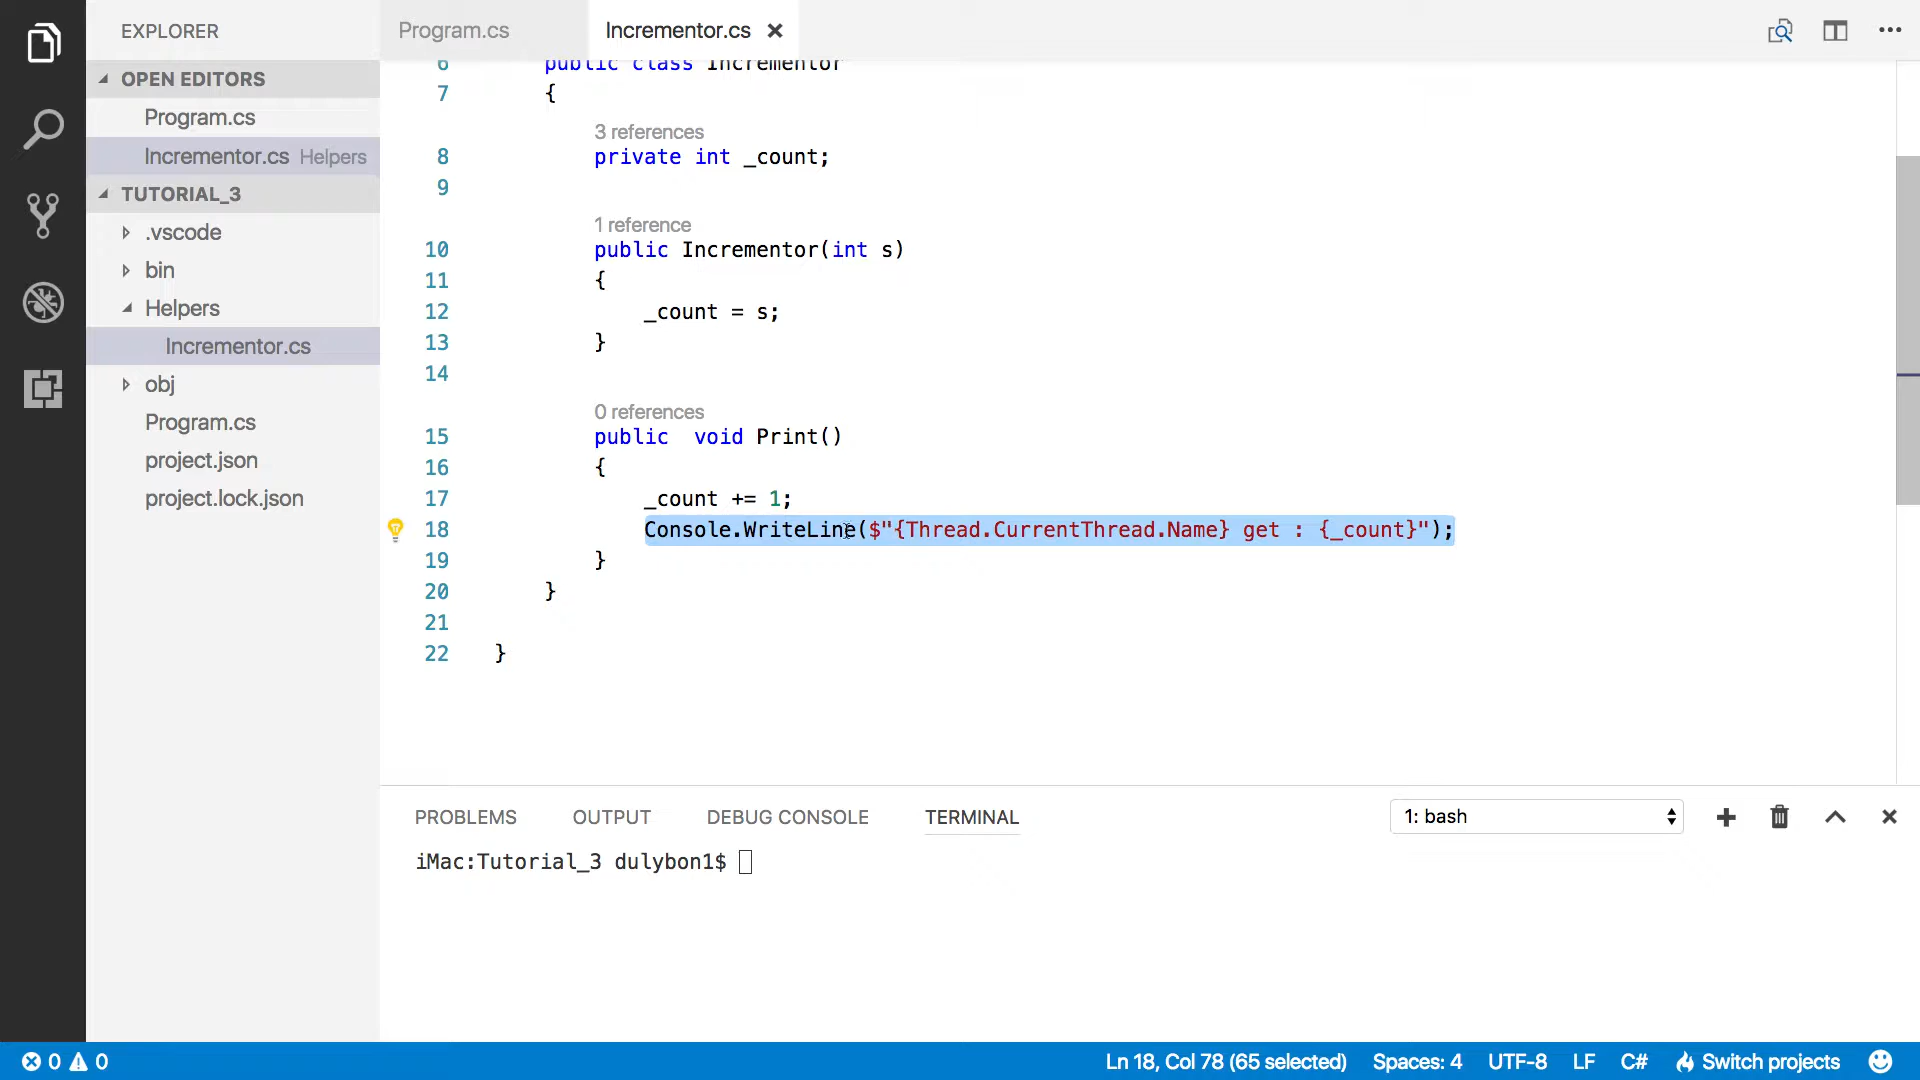 EXPLORER
OPEN EDITORS
Program.cs
Incrementor.cs Helpers
TUTORIAL_3
.vscode
bin
Helpers
Incrementor.cs
obj
Program.cs
project.json
project.lock.json
Program.cs Incrementor.cs
6 public class Incrementor
7 {
3 references
8 private int _count;
9
1 reference
10 public Incrementor(int s)
11 {
12 _count = s;
13 }
14
0 references
15 public  void Print()
16 {
17 _count += 1;
18 Console.WriteLine($"{Thread.CurrentThread.Name} get : {_count}");
19 }
20 }
21
22 }
PROBLEMS OUTPUT DEBUG CONSOLE TERMINAL 1: bash
iMac:Tutorial_3 dulybon1$
0 0 Ln 18, Col 78 (65 selected) Spaces: 4 UTF-8 LF C# Switch projects